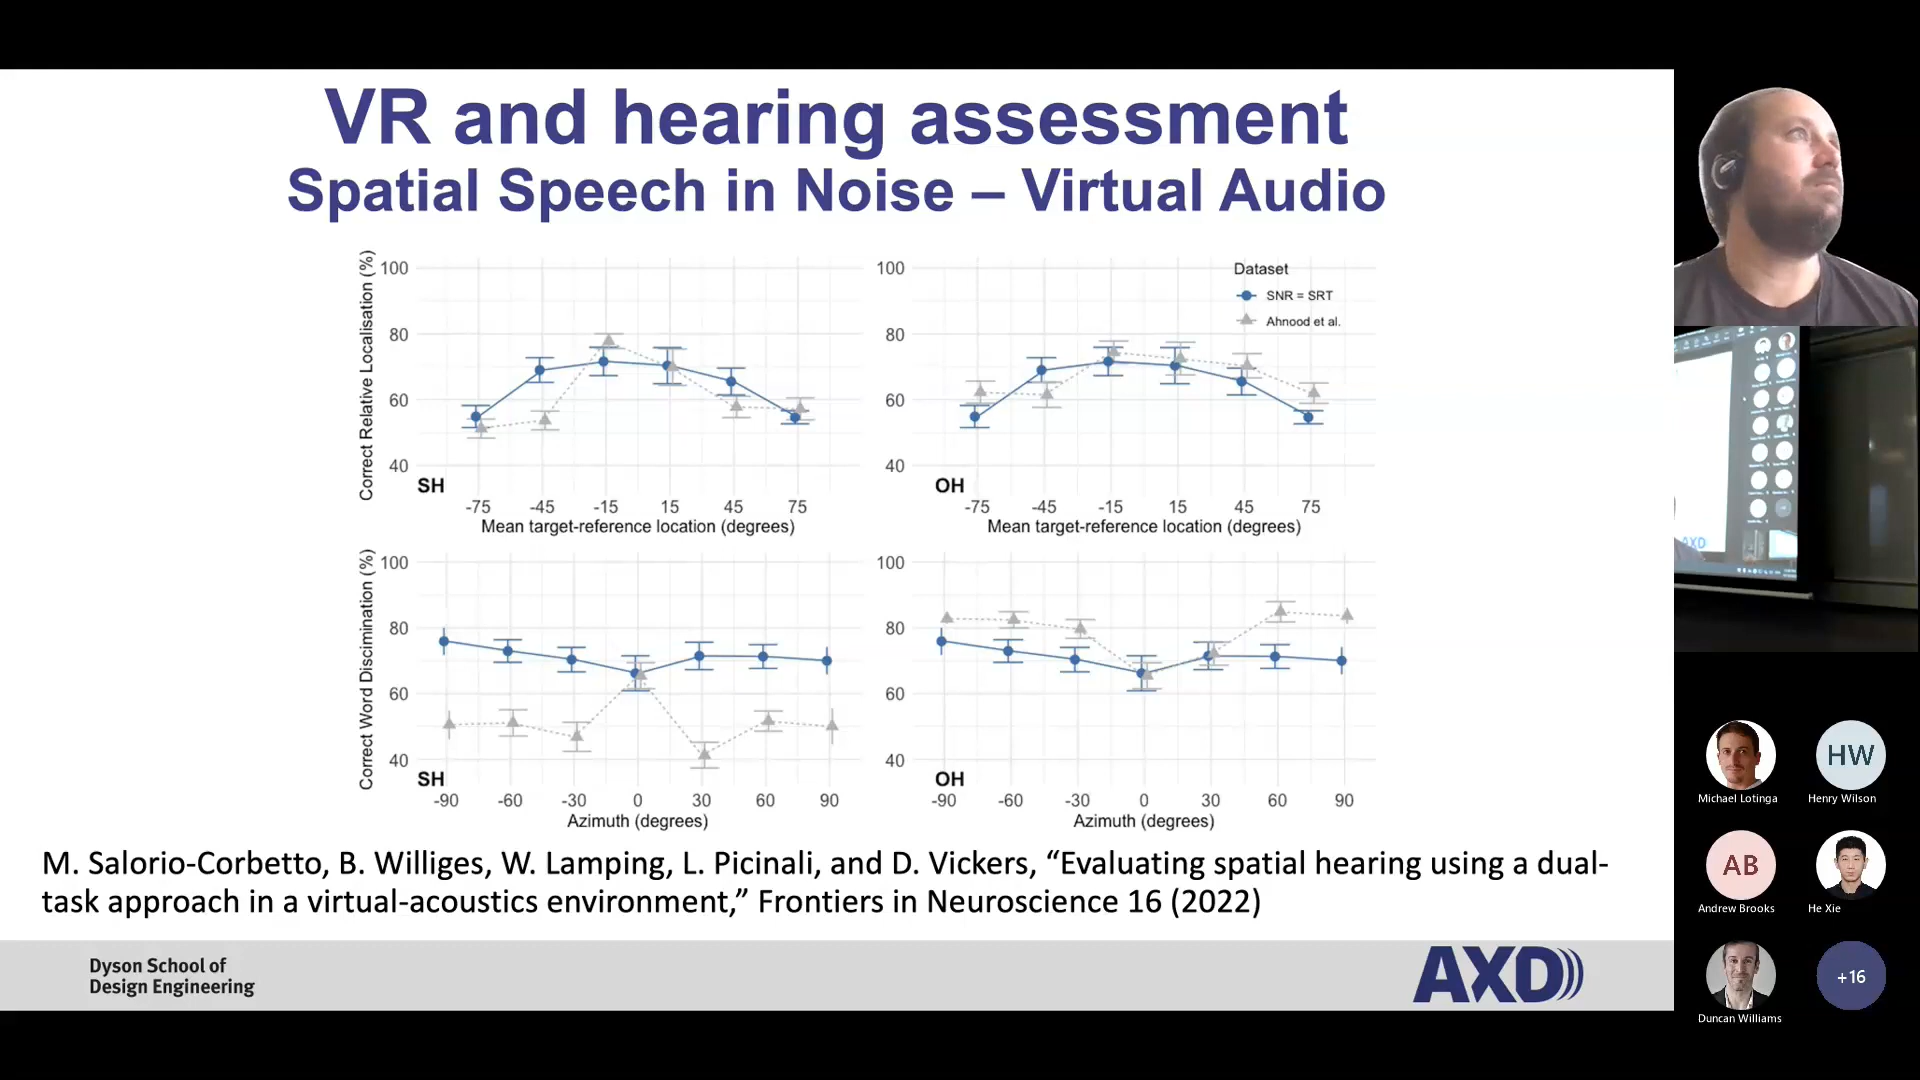 VR and hearing assessment
Spatial Speech in Noise – Virtual Audio
Correct Relative Localisation (%)
100
80
60
40
SH
-75 -45 -15 15 45 75
Mean target-reference location (degrees)
100
80
60
40
OH
-75 -45 -15 15 45 75
Mean target-reference location (degrees)
Dataset
SNR = SRT
Ahnood et al.
Correct Word Discrimination (%)
100
80
60
40
SH
-90 -60 -30 0 30 60 90
Azimuth (degrees)
100
80
60
40
OH
-90 -60 -30 0 30 60 90
Azimuth (degrees)
M. Salorio-Corbetto, B. Williges, W. Lamping, L. Picinali, and D. Vickers, “Evaluating spatial hearing using a dual-
task approach in a virtual-acoustics environment,” Frontiers in Neuroscience 16 (2022)
Dyson School of
Design Engineering
AXD
AXD
Michael Lotinga
HW
Henry Wilson
AB
Andrew Brooks
He Xie
Duncan Williams
+16